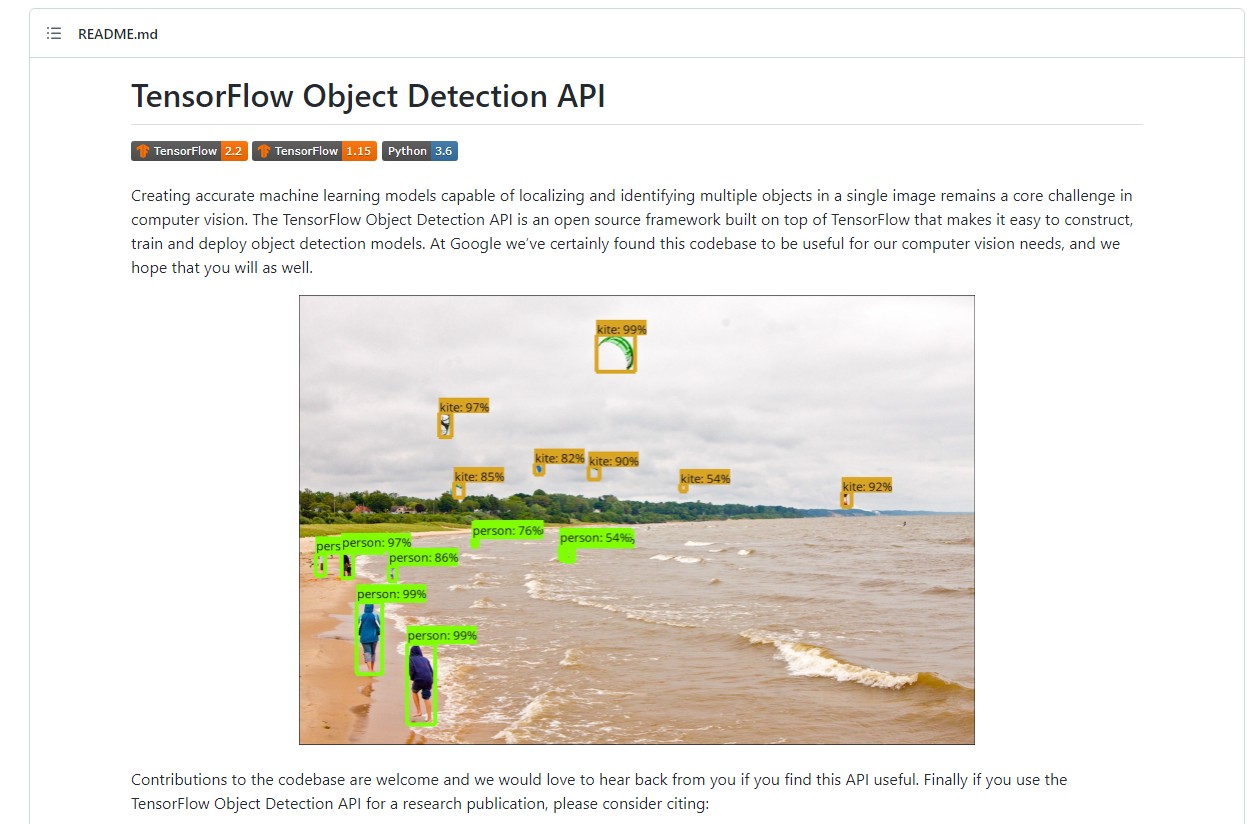 README.md
TensorFlow Object Detection API
TensorFlow 2.2 TensorFlow 1.15 Python 3.6
Creating accurate machine learning models capable of localizing and identifying multiple objects in a single image remains a core challenge in
computer vision. The TensorFlow Object Detection API is an open source framework built on top of TensorFlow that makes it easy to construct,
train and deploy object detection models. At Google we’ve certainly found this codebase to be useful for our computer vision needs, and we
hope that you will as well.
kite: 99%
kite: 97%
kite: 82% kite: 90%
kite: 85% kite: 54%
kite: 92%
person: 76% person: 54%
pers person: 97%
person: 86%
person: 99%
person: 99%
Contributions to the codebase are welcome and we would love to hear back from you if you find this API useful. Finally if you use the
TensorFlow Object Detection API for a research publication, please consider citing: